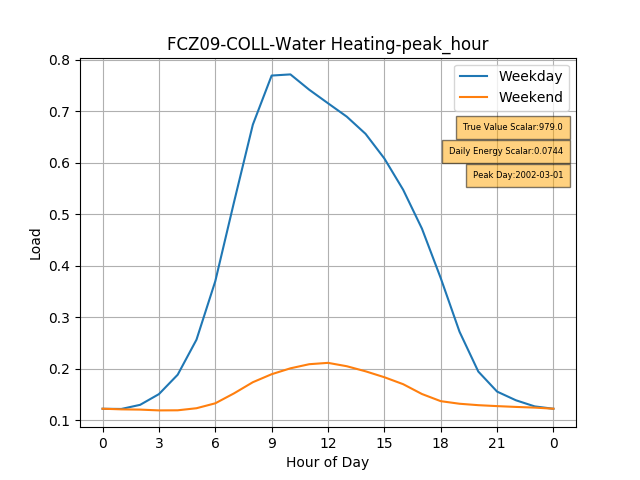 FCZ09-COLL-Water Heating-peak_hour
0.8
0.7
0.6
0.5
0.4
0.3
0.2
0.1
Load
Weekday
Weekend
True Value Scalar:979.0
Daily Energy Scalar:0.0744
Peak Day:2002-03-01
0 3 6 9 12 15 18 21 0
Hour of Day